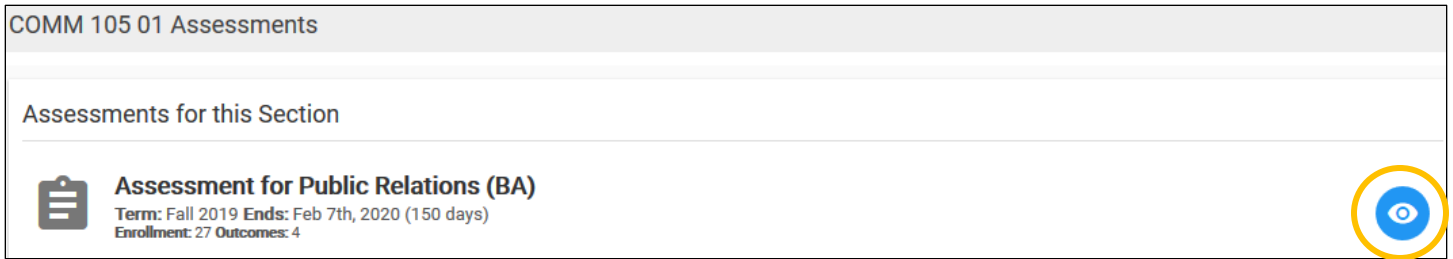 COMM 105 01 Assessments
Assessments for this Section
Assessment for Public Relations (BA)
Term: Fall 2019 Ends: Feb 7th, 2020 (150 days)
Enrollment: 27 Outcomes: 4